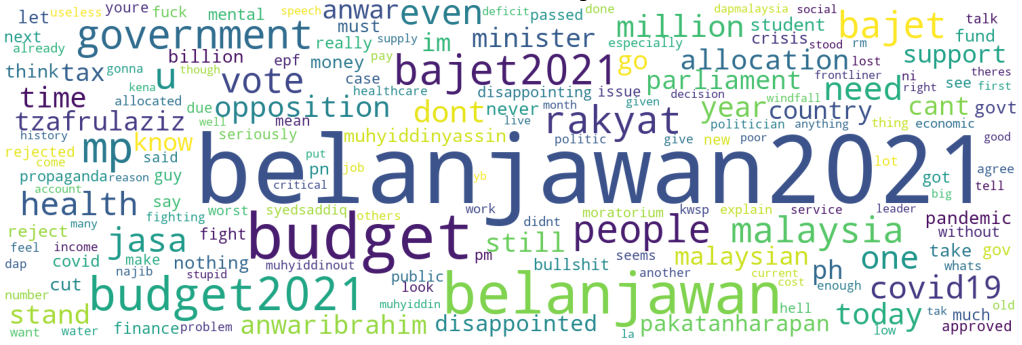 let youre fuck mental useless speech anwar even deficit passed done dapmalaysia social
next government must million student bajet talk
already billion really supply im minister especially crisis stood fund
think tax gonna u though vote epf money pay bajet2021 go allocation rm lost support
time kena allocated due opposition case healthcare disappointing issue parliament frontliner ni theres see first
tzafrulaziz well mean dont never month given decision year windfall need right country cant govt
history mp know seriously muhyiddinyassin live rakyat politic politician anything thing economic
rejected come said pn put job belanjawan2021 give new poor good
propaganda reason guy critical yb lot got agree
account health say worst syedsaddiq others work moratorium kwsp explain service leader big tell
reject many fighting fight budget didnt people malaysia pandemic
feel income jasa nothing still pm seems malaysian without
dap covid make najib stupid muhyiddinout bullshit another ph one take gov whats
number cut budget2021 public look belanjawan current cost enough covid19
stand muhyiddin hell today tak much old
want water finance problem anwaribrahim disappointed la pakatanharapan low approved